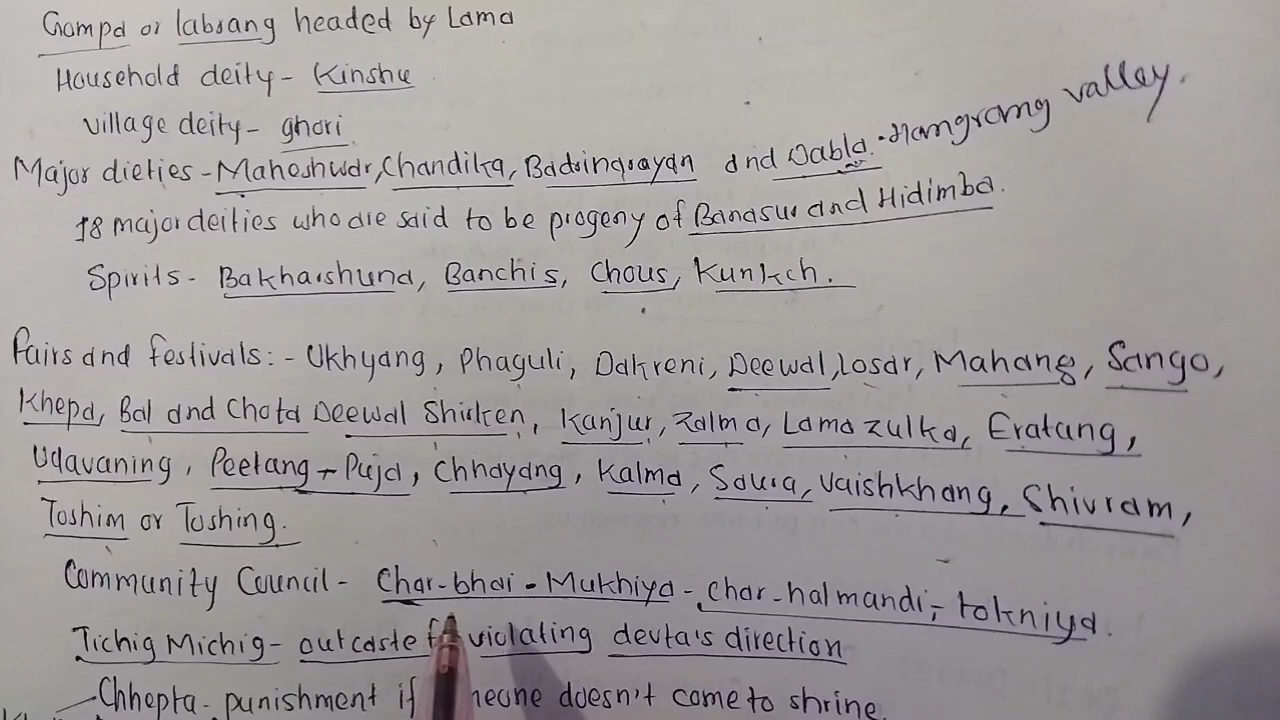 Gompa or labsang headed by Lama
Household deity- Kinshu
village deity- ghori
Major dieties - Maheshwar, Chandika, Badrinarayan and Dabla - Hangrang valley.
18 major deities who are said to be progeny of Banasur and Hidimba.
Spirits - Bakharshund, Banchis, Chous, Kunkch.
Fairs and festivals:- Ukhyang, Phaguli, Dakreni, Deewal, Losar, Mahang, Sango,
Khepa, Bal and Chota Deewal Shirken, Kanjur, Zalma, Lama Zulka, Eratang,
Udavaning, Peetang-Puja, Chhayang, Kalma, Saura, Vaishkhang, Shivram,
Toshim or Toshing.
Community Council - Char-bhai-Mukhiya - char-halmandi, tokniya.
Tichig Michig - outcaste violating devta's direction
Chhepta - punishment if doesn't come to shrine.